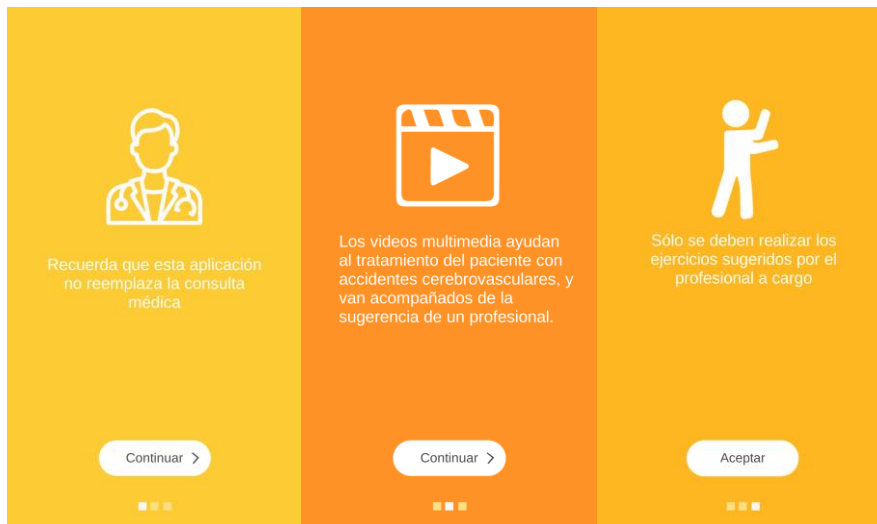 Recuerda que esta aplicación
no reemplaza la consulta
médica
Continuar
Los videos multimedia ayudan
al tratamiento del paciente con
accidentes cerebrovasculares, y
van acompañados de la
sugerencia de un profesional.
Continuar
Sólo se deben realizar los
ejercicios sugeridos por el
profesional a cargo
Aceptar